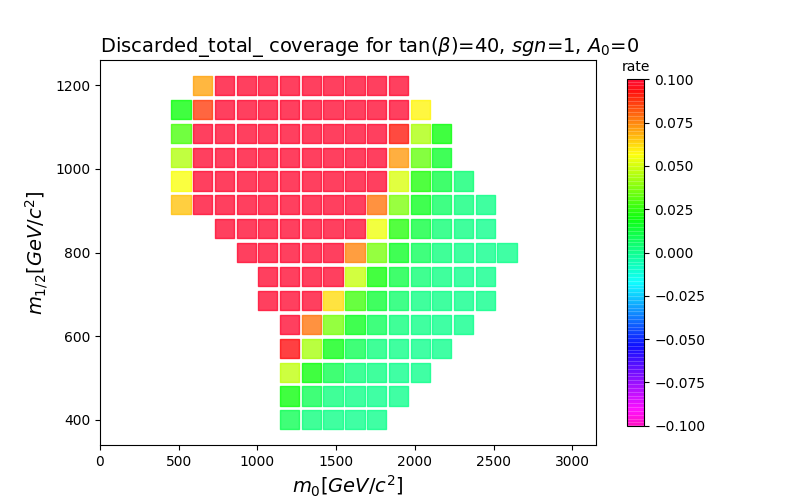 Discarded_total_ coverage for tan(β)=40, sgn=1, A₀=0
rate
1200
1000
800
600
400
m₁/₂[GeV/c²]
0 500 1000 1500 2000 2500 3000
m₀[GeV/c²]
0.100
0.075
0.050
0.025
0.000
−0.025
−0.050
−0.075
−0.100